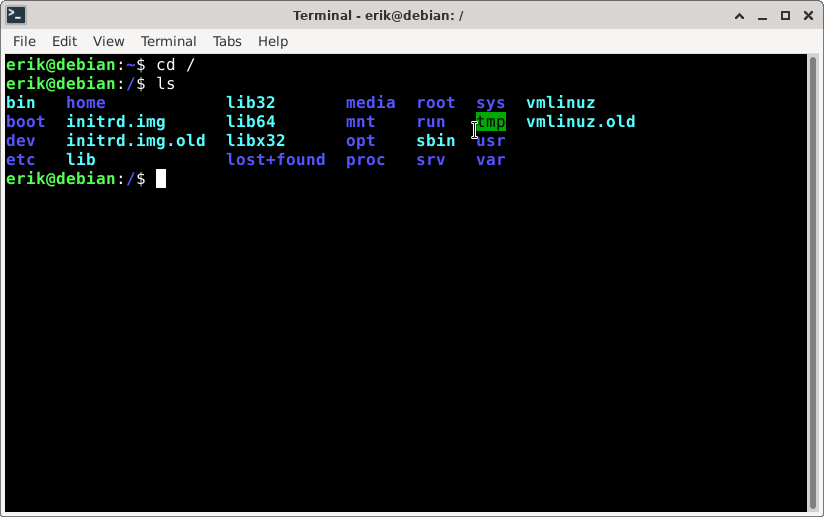 Terminal - erik@debian: /
File Edit View Terminal Tabs Help
erik@debian:~$ cd /
erik@debian:/$ ls
bin   home            lib32       media  root  sys  vmlinuz
boot  initrd.img      lib64       mnt    run   tmp  vmlinuz.old
dev   initrd.img.old  libx32      opt    sbin  usr
etc   lib             lost+found  proc   srv   var
erik@debian:/$